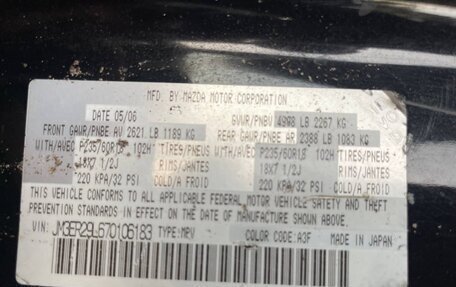 MFD. BY MAZDA MOTOR CORPORATION
DATE 05/06 GVWR/PNBV 4998 LB 2267 KG
FRONT GAWR/PNBE AV 2621 LB 1189 KG REAR GAWR/PNBE AR 2388 LB 1083 KG
WITH/AVEC P235/60R18 102H TIRES/PNEUS WITH/AVEC P235/60R18 102H TIRES/PNEUS
18X7 1/2J RIMS/JANTES 18X7 1/2J RIMS/JANTES
220 KPA/32 PSI COLD/A FROID 220 KPA/32 PSI COLD/A FROID
THIS VEHICLE CONFORMS TO ALL APPLICABLE FEDERAL MOTOR VEHICLE SAFETY AND
THEFT PREVENTION STANDARDS IN EFFECT ON THE DATE OF MANUFACTURE SHOWN ABOVE.
VIN: JM3ER29L670106183 TYPE: MPV COLOR CODE: A3F MADE IN JAPAN